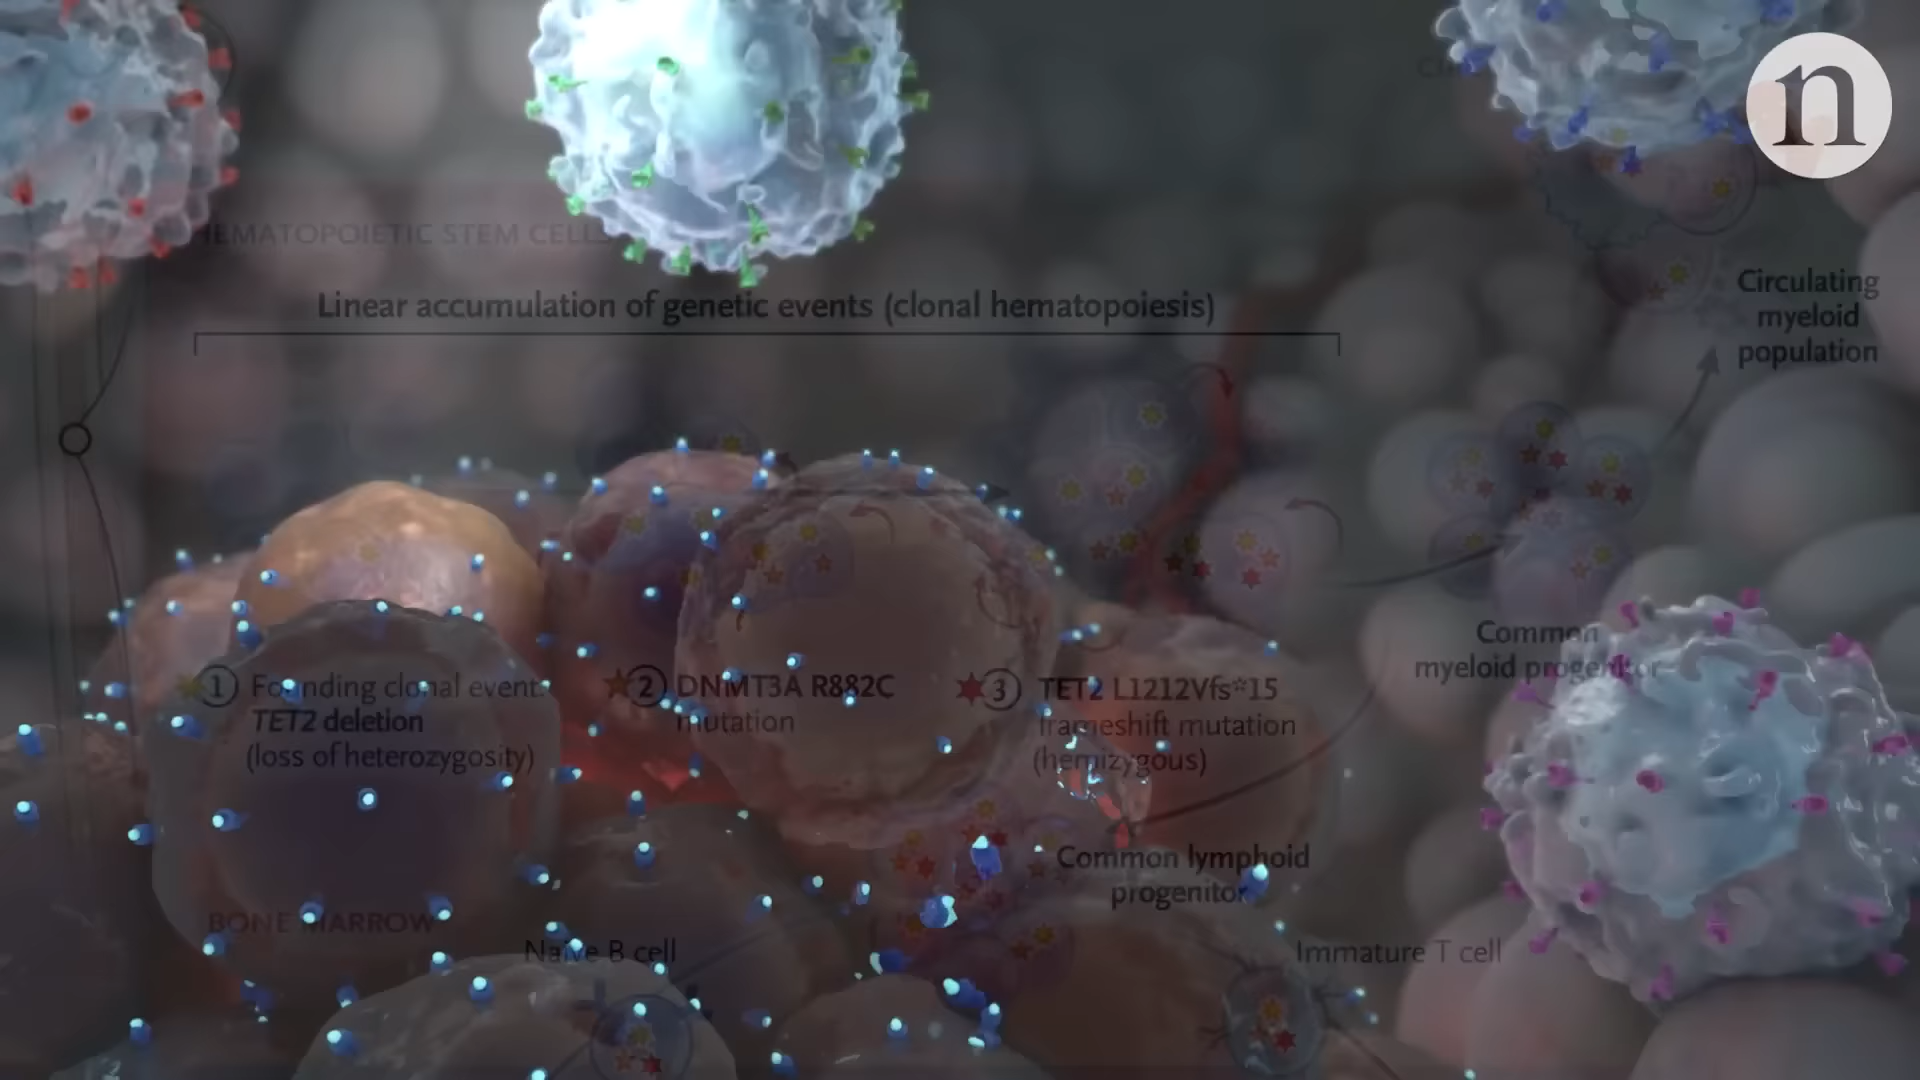 n
HEMATOPOIETIC STEM CELLS
Linear accumulation of genetic events (clonal hematopoiesis)
Circulating
myeloid
population
Common
myeloid progenitor
1 Founding clonal event:
TET2 deletion
(loss of heterozygosity)
2 DNMT3A R882C
mutation
3 TET2 L1212Vfs*15
frameshift mutation
(hemizygous)
Common lymphoid
progenitor
BONE MARROW
Naïve B cell
Immature T cell